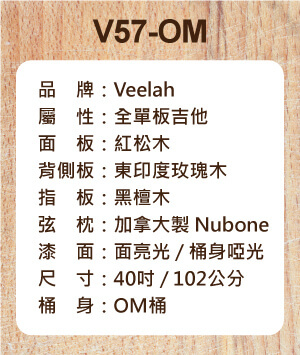 V57-OM
品　牌：Veelah
屬　性：全單板吉他
面　板：紅松木
背側板：東印度玫瑰木
指　板：黑檀木
弦　枕：加拿大製 Nubone
漆　面：面亮光 / 桶身啞光
尺　寸：40吋 / 102公分
桶　身：OM桶